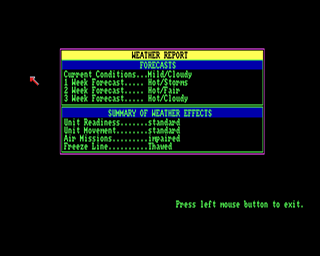 WEATHER REPORT
FORECASTS
Current Conditions...Mild/Cloudy
1 Week Forecast..... Hot/Storms
2 Week Forecast..... Hot/Fair
3 Week Forecast..... Hot/Cloudy
SUMMARY OF WEATHER EFFECTS
Unit Readiness.......standard
Unit Movement........standard
Air Missions.........impaired
Freeze Line..........Thawed
Press left mouse button to exit.